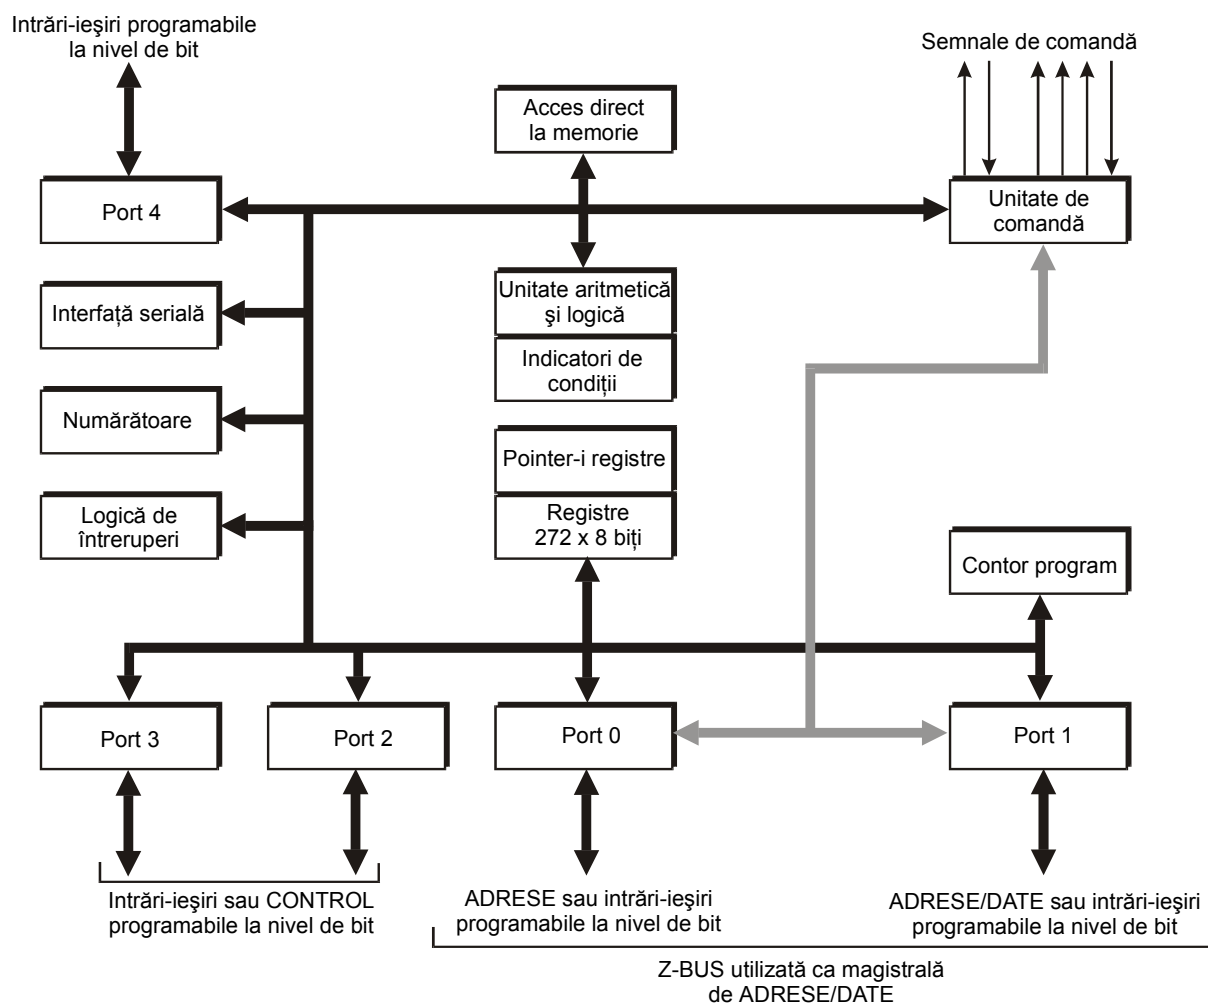 Intrări-ieşiri programabile
la nivel de bit
Semnale de comandă
Acces direct
la memorie
Port 4
Unitate de
comandă
Interfață serială
Unitate aritmetică
şi logică
Indicatori de
condiții
Numărătoare
Pointer-i registre
Logică de
întreruperi
Registre
272 x 8 biți
Contor program
Port 3
Port 2
Port 0
Port 1
Intrări-ieşiri sau CONTROL
programabile la nivel de bit
ADRESE sau intrări-ieşiri
programabile la nivel de bit
ADRESE/DATE sau intrări-ieşiri
programabile la nivel de bit
Z-BUS utilizată ca magistrală
de ADRESE/DATE